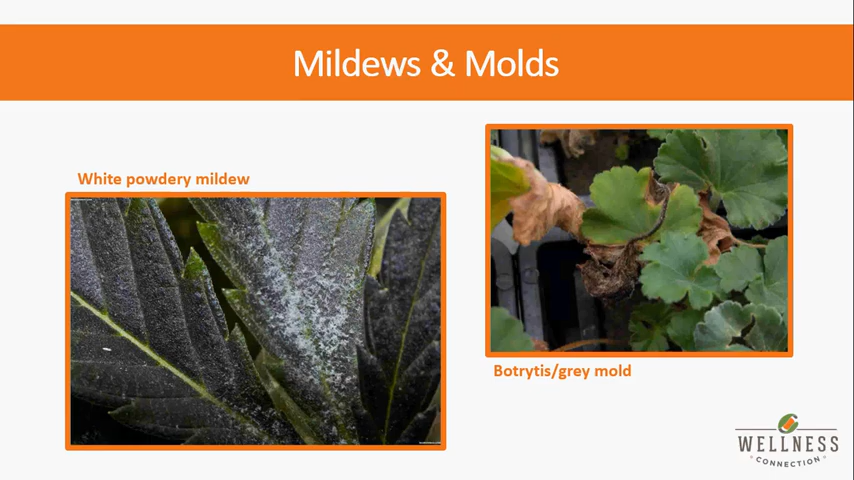 Mildews & Molds
White powdery mildew
Botrytis/grey mold
WELLNESS
CONNECTION